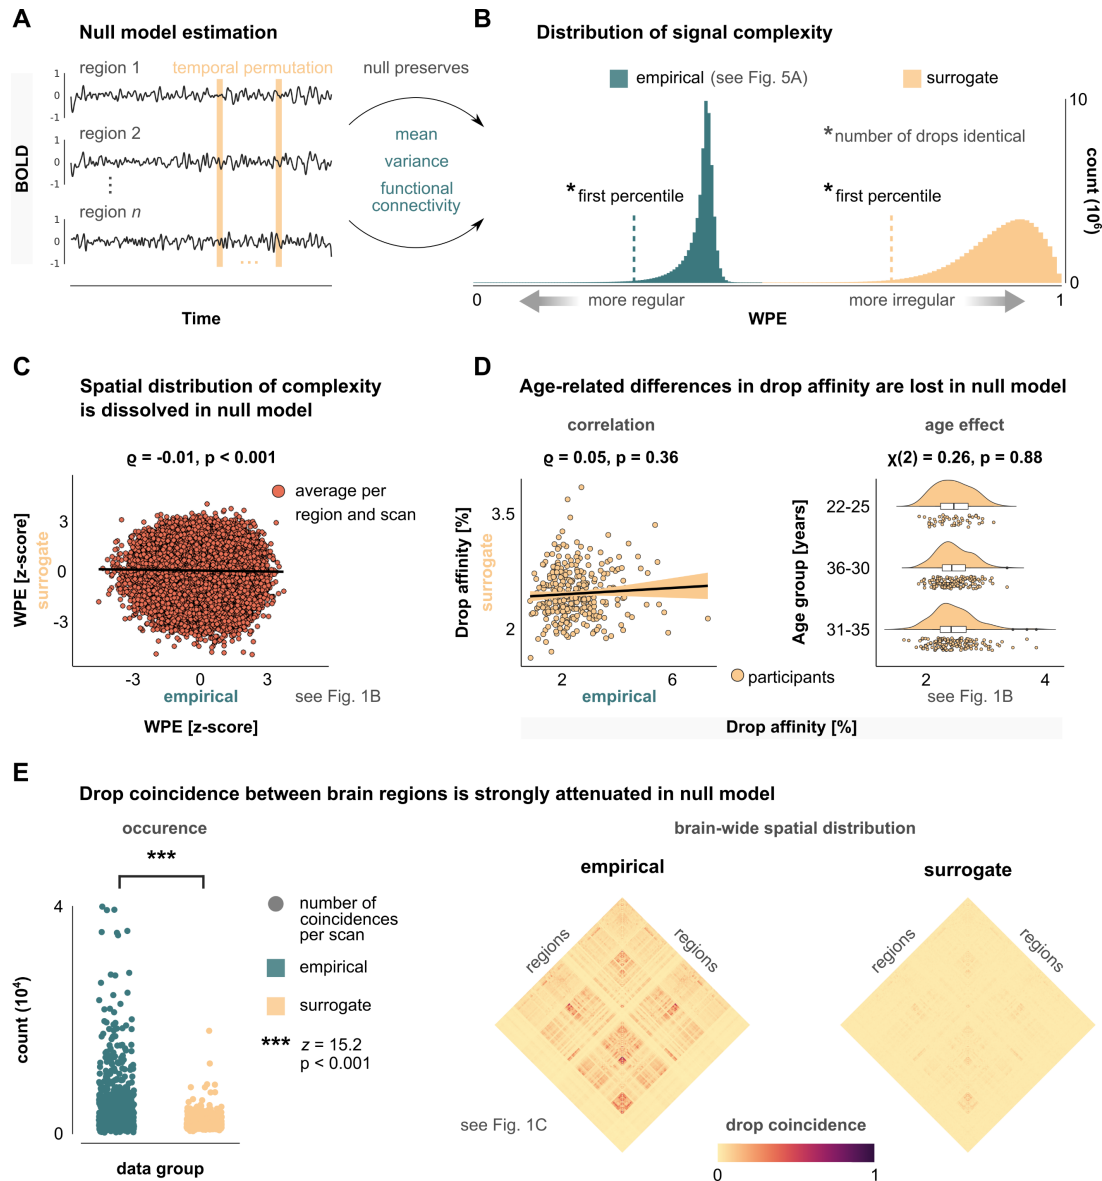 A
Null model estimation
region 1
temporal permutation
null preserves
1
0
-1
region 2
mean
1
0
-1
variance
BOLD
⋮
functional
connectivity
region n
1
0
-1
...
Time
B
Distribution of signal complexity
empirical (see Fig. 5A)
surrogate
10
*number of drops identical
*first percentile
*first percentile
count (10⁶)
0
0
more regular
more irregular
1
WPE
C
Spatial distribution of complexity
is dissolved in null model
ϱ = -0.01, p < 0.001
average per
region and scan
WPE [z-score]
surrogate
3
0
-3
-3
0
3
empirical
see Fig. 1B
WPE [z-score]
D
Age-related differences in drop affinity are lost in null model
correlation
age effect
ϱ = 0.05, p = 0.36
χ(2) = 0.26, p = 0.88
Drop affinity [%]
surrogate
3.5
2
2
6
empirical
participants
Age group [years]
22-25
36-30
31-35
2
4
see Fig. 1B
Drop affinity [%]
E
Drop coincidence between brain regions is strongly attenuated in null model
occurence
brain-wide spatial distribution
***
empirical
surrogate
4
count (10⁴)
0
data group
number of
coincidences
per scan
empirical
surrogate
*** z = 15.2
p < 0.001
regions
regions
regions
regions
see Fig. 1C
drop coincidence
0
1